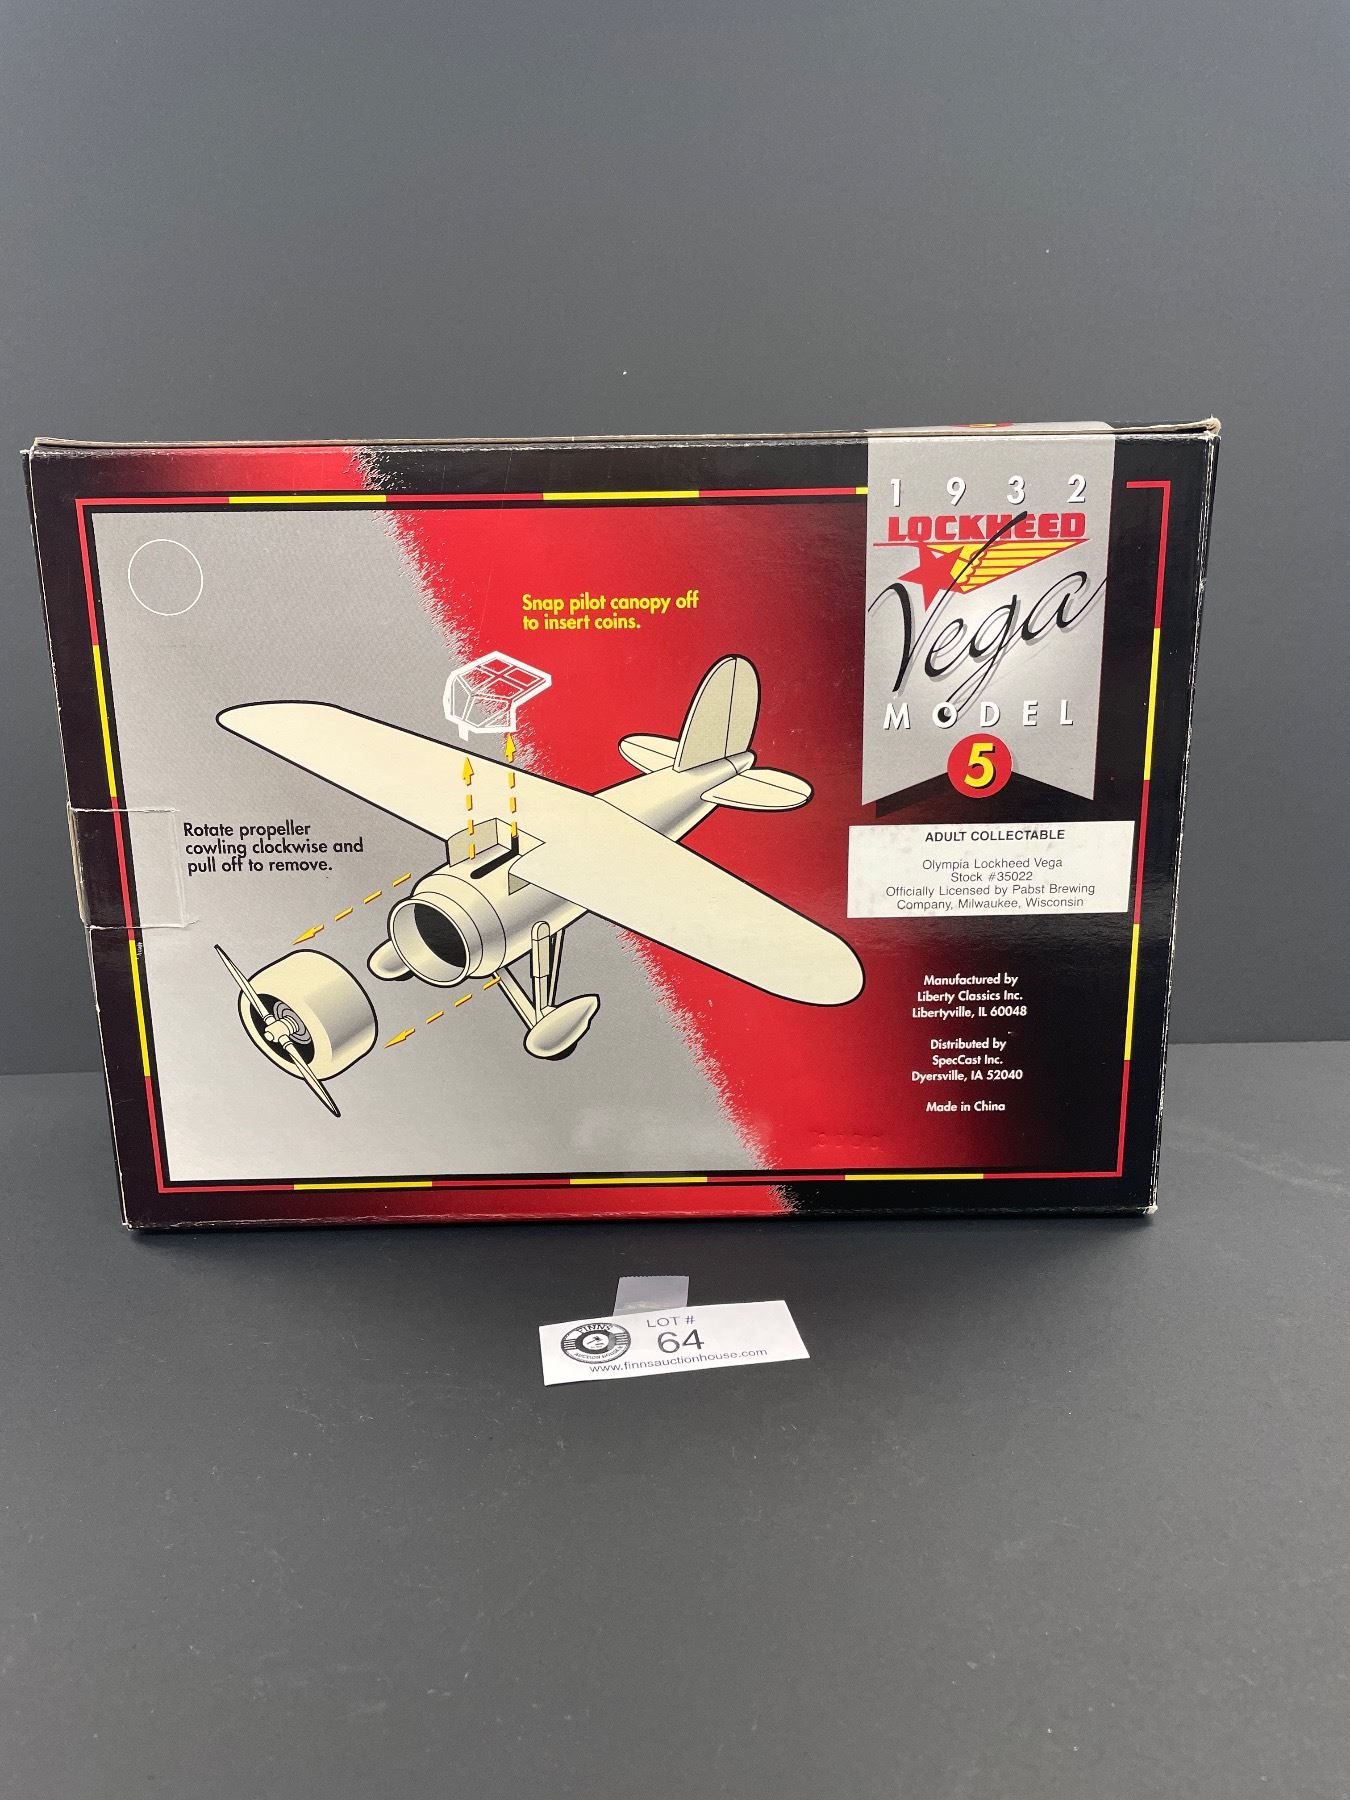 1932
LOCKHEED
Vega
MODEL
5
Snap pilot canopy off
to insert coins.
Rotate propeller
cowling clockwise and
pull off to remove.
ADULT COLLECTABLE
Olympia Lockheed Vega
Stock #35022
Officially Licensed by Pabst Brewing
Company, Milwaukee, Wisconsin
Manufactured by
Liberty Classics Inc.
Libertyville, IL 60048
Distributed by
SpecCast Inc.
Dyersville, IA 52040
Made in China
FINNS
AUCTION HOUSE
LOT #
64
www.finnsauctionhouse.com